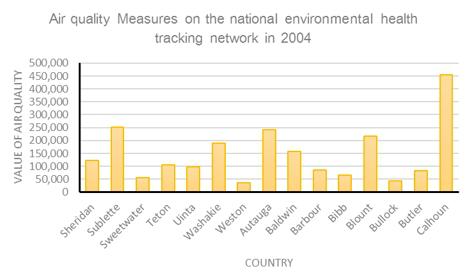 Air quality Measures on the national environmental health
tracking network in 2004
VALUE OF AIR QUALITY
500,000
450,000
400,000
350,000
300,000
250,000
200,000
150,000
100,000
50,000
0
Sheridan
Sublette
Sweetwater
Teton
Uinta
Washakie
Weston
Autauga
Baldwin
Barbour
Bibb
Blount
Bullock
Butler
Calhoun
COUNTRY